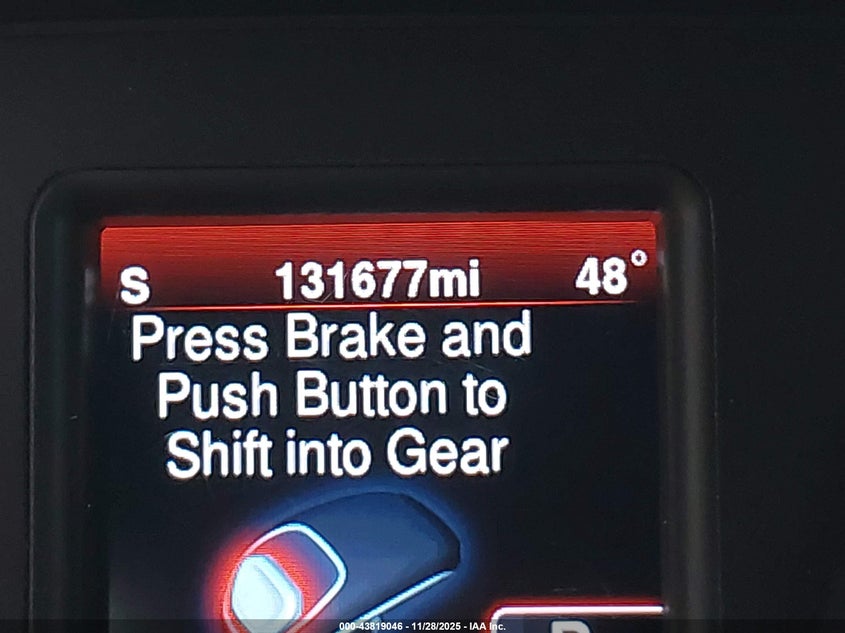 S 131677mi 48°
Press Brake and
Push Button to
Shift into Gear
000-43819046 - 11/28/2025 - IAA Inc.